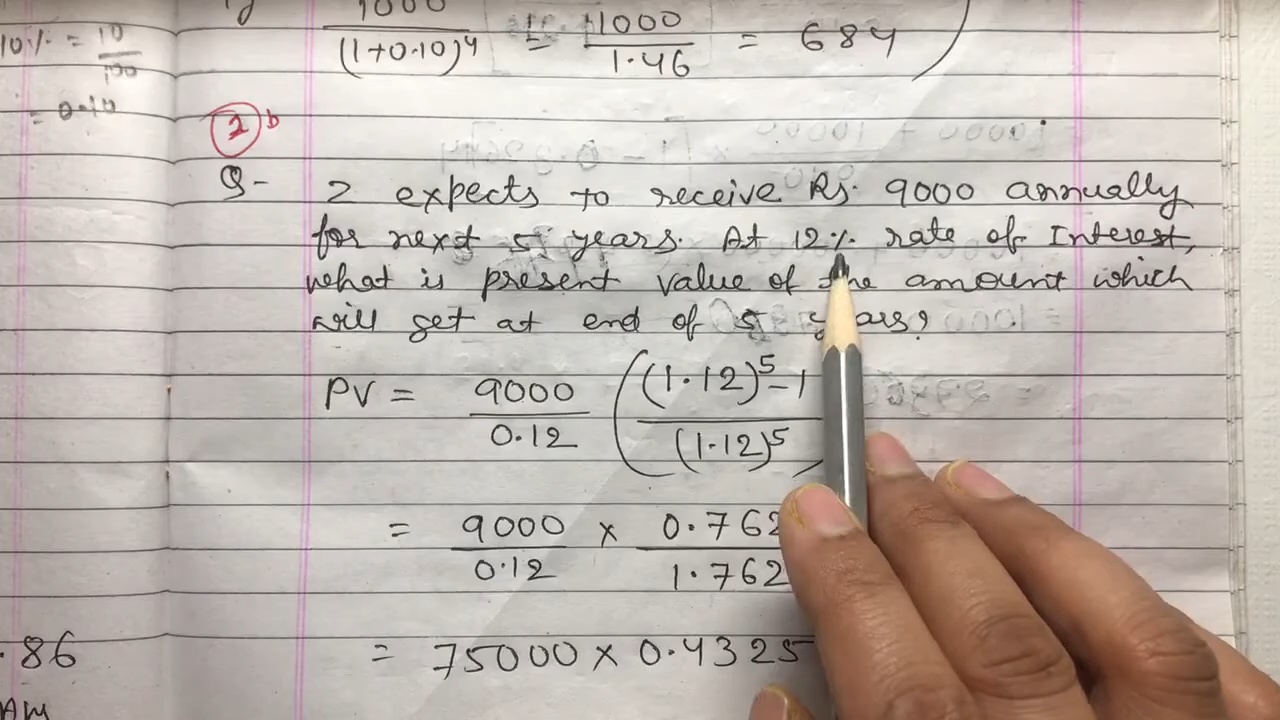 10% = 10
100
= 0.10
1000
(1+0.10)4 = 1000
1.46 = 684 )
2 b
Q- Z expects to receive Rs. 9000 annually
for next 5 years. At 12% rate of Interest,
what is present value of the amount which
will get at end of 5 years?
PV = 9000
0.12 ( (1.12)5-1
(1.12)5 )
= 9000
0.12 × 0.762
1.762
.86 = 75000 × 0.4325